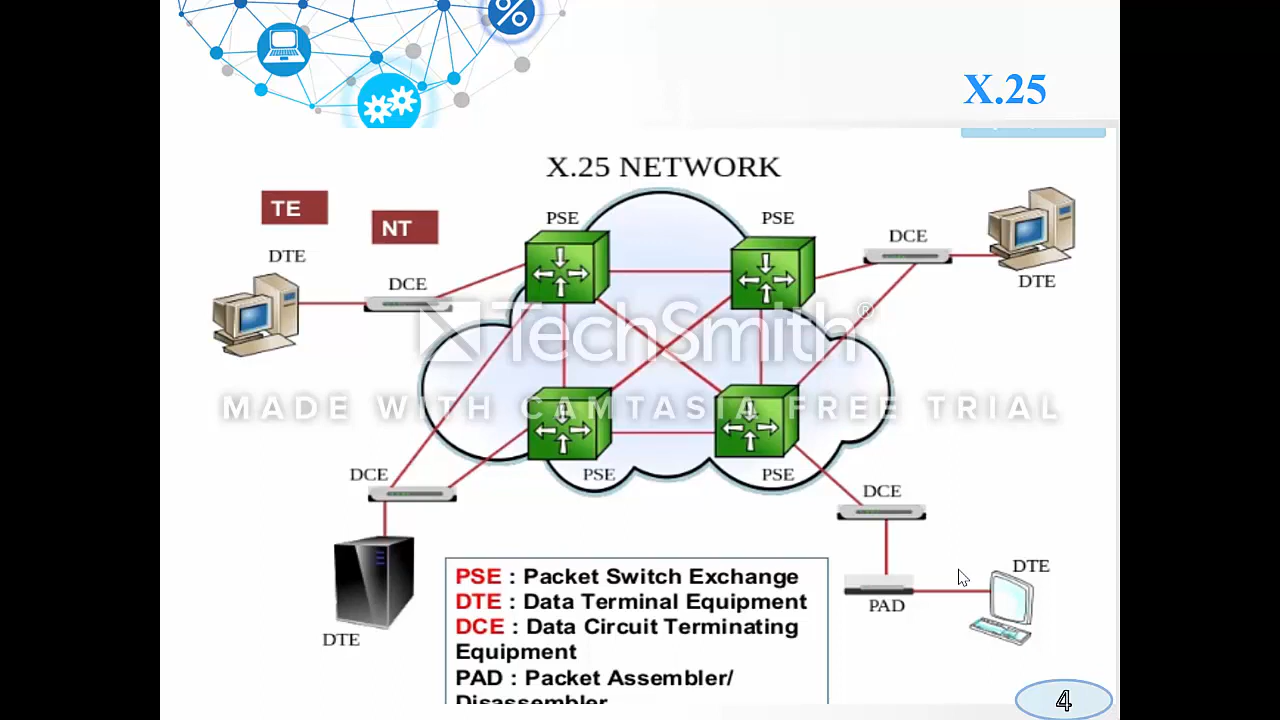 X.25
X.25 NETWORK
TE
NT
PSE
PSE
DCE
DTE
DCE
DTE
TechSmith®
MADE WITH CAMTASIA FREE TRIAL
DCE
PSE
PSE
DCE
DTE
PAD
DTE
PSE : Packet Switch Exchange
DTE : Data Terminal Equipment
DCE : Data Circuit Terminating
Equipment
PAD : Packet Assembler/
Disassembler
4